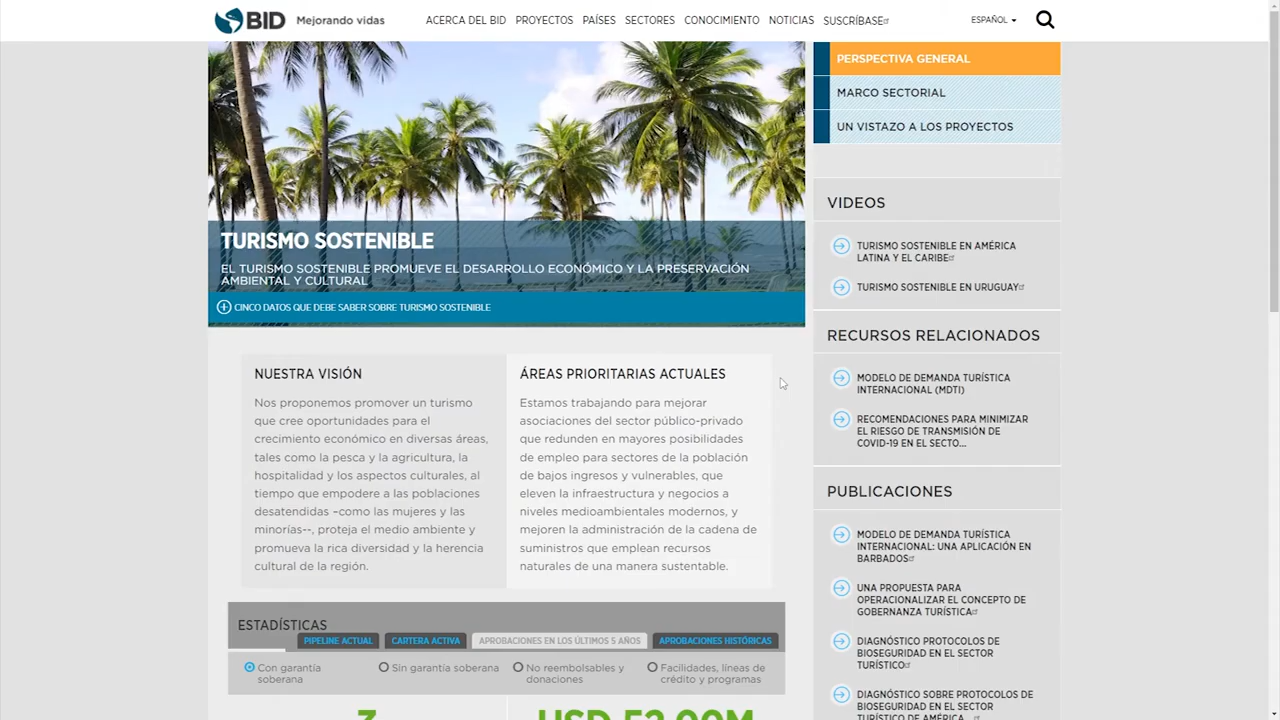 BID Mejorando vidas
ACERCA DEL BID PROYECTOS PAÍSES SECTORES CONOCIMIENTO NOTICIAS SUSCRÍBASE
ESPAÑOL
TURISMO SOSTENIBLE
EL TURISMO SOSTENIBLE PROMUEVE EL DESARROLLO ECONÓMICO Y LA PRESERVACIÓN
AMBIENTAL Y CULTURAL
CINCO DATOS QUE DEBE SABER SOBRE TURISMO SOSTENIBLE
NUESTRA VISIÓN
Nos proponemos promover un turismo
que cree oportunidades para el
crecimiento económico en diversas áreas,
tales como la pesca y la agricultura, la
hospitalidad y los aspectos culturales, al
tiempo que empodere a las poblaciones
desatendidas –como las mujeres y las
minorías--, proteja el medio ambiente y
promueva la rica diversidad y la herencia
cultural de la región.
ÁREAS PRIORITARIAS ACTUALES
Estamos trabajando para mejorar
asociaciones del sector público-privado
que redunden en mayores posibilidades
de empleo para sectores de la población
de bajos ingresos y vulnerables, que
eleven la infraestructura y negocios a
niveles medioambientales modernos, y
mejoren la administración de la cadena de
suministros que emplean recursos
naturales de una manera sustentable.
ESTADÍSTICAS
PIPELINE ACTUAL CARTERA ACTIVA APROBACIONES EN LOS ÚLTIMOS 5 AÑOS APROBACIONES HISTÓRICAS
Con garantía
soberana
Sin garantía soberana
No reembolsables y
donaciones
Facilidades, líneas de
crédito y programas
3
USD 52.00M
PERSPECTIVA GENERAL
MARCO SECTORIAL
UN VISTAZO A LOS PROYECTOS
VIDEOS
TURISMO SOSTENIBLE EN AMÉRICA
LATINA Y EL CARIBE
TURISMO SOSTENIBLE EN URUGUAY
RECURSOS RELACIONADOS
MODELO DE DEMANDA TURÍSTICA
INTERNACIONAL (MDTI)
RECOMENDACIONES PARA MINIMIZAR
EL RIESGO DE TRANSMISIÓN DE
COVID-19 EN EL SECTO...
PUBLICACIONES
MODELO DE DEMANDA TURÍSTICA
INTERNACIONAL: UNA APLICACIÓN EN
BARBADOS
UNA PROPUESTA PARA
OPERACIONALIZAR EL CONCEPTO DE
GOBERNANZA TURÍSTICA
DIAGNÓSTICO PROTOCOLOS DE
BIOSEGURIDAD EN EL SECTOR
TURÍSTICO
DIAGNÓSTICO SOBRE PROTOCOLOS DE
BIOSEGURIDAD EN EL SECTOR
TURÍSTICO DE AMÉRICA...